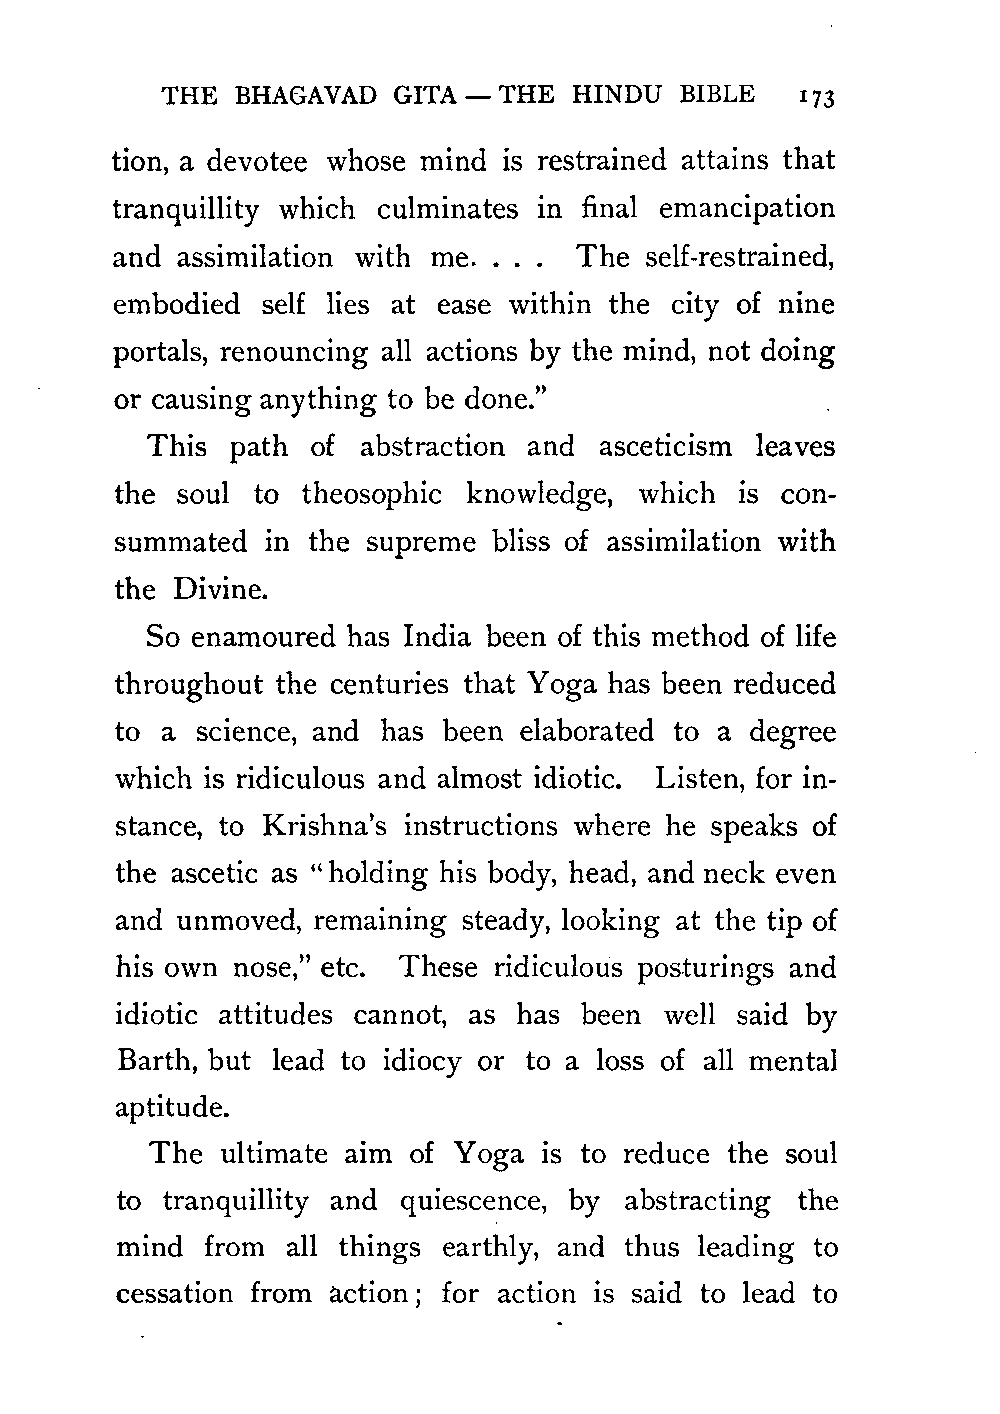 THE BHAGAVAD GITA — THE HINDU BIBLE 173
tion, a devotee whose mind is restrained attains that
tranquillity which culminates in final emancipation
and assimilation with me. . . . The self-restrained,
embodied self lies at ease within the city of nine
portals, renouncing all actions by the mind, not doing
or causing anything to be done.”
This path of abstraction and asceticism leaves
the soul to theosophic knowledge, which is con-
summated in the supreme bliss of assimilation with
the Divine.
So enamoured has India been of this method of life
throughout the centuries that Yoga has been reduced
to a science, and has been elaborated to a degree
which is ridiculous and almost idiotic. Listen, for in-
stance, to Krishna’s instructions where he speaks of
the ascetic as “holding his body, head, and neck even
and unmoved, remaining steady, looking at the tip of
his own nose,” etc. These ridiculous posturings and
idiotic attitudes cannot, as has been well said by
Barth, but lead to idiocy or to a loss of all mental
aptitude.
The ultimate aim of Yoga is to reduce the soul
to tranquillity and quiescence, by abstracting the
mind from all things earthly, and thus leading to
cessation from action; for action is said to lead to